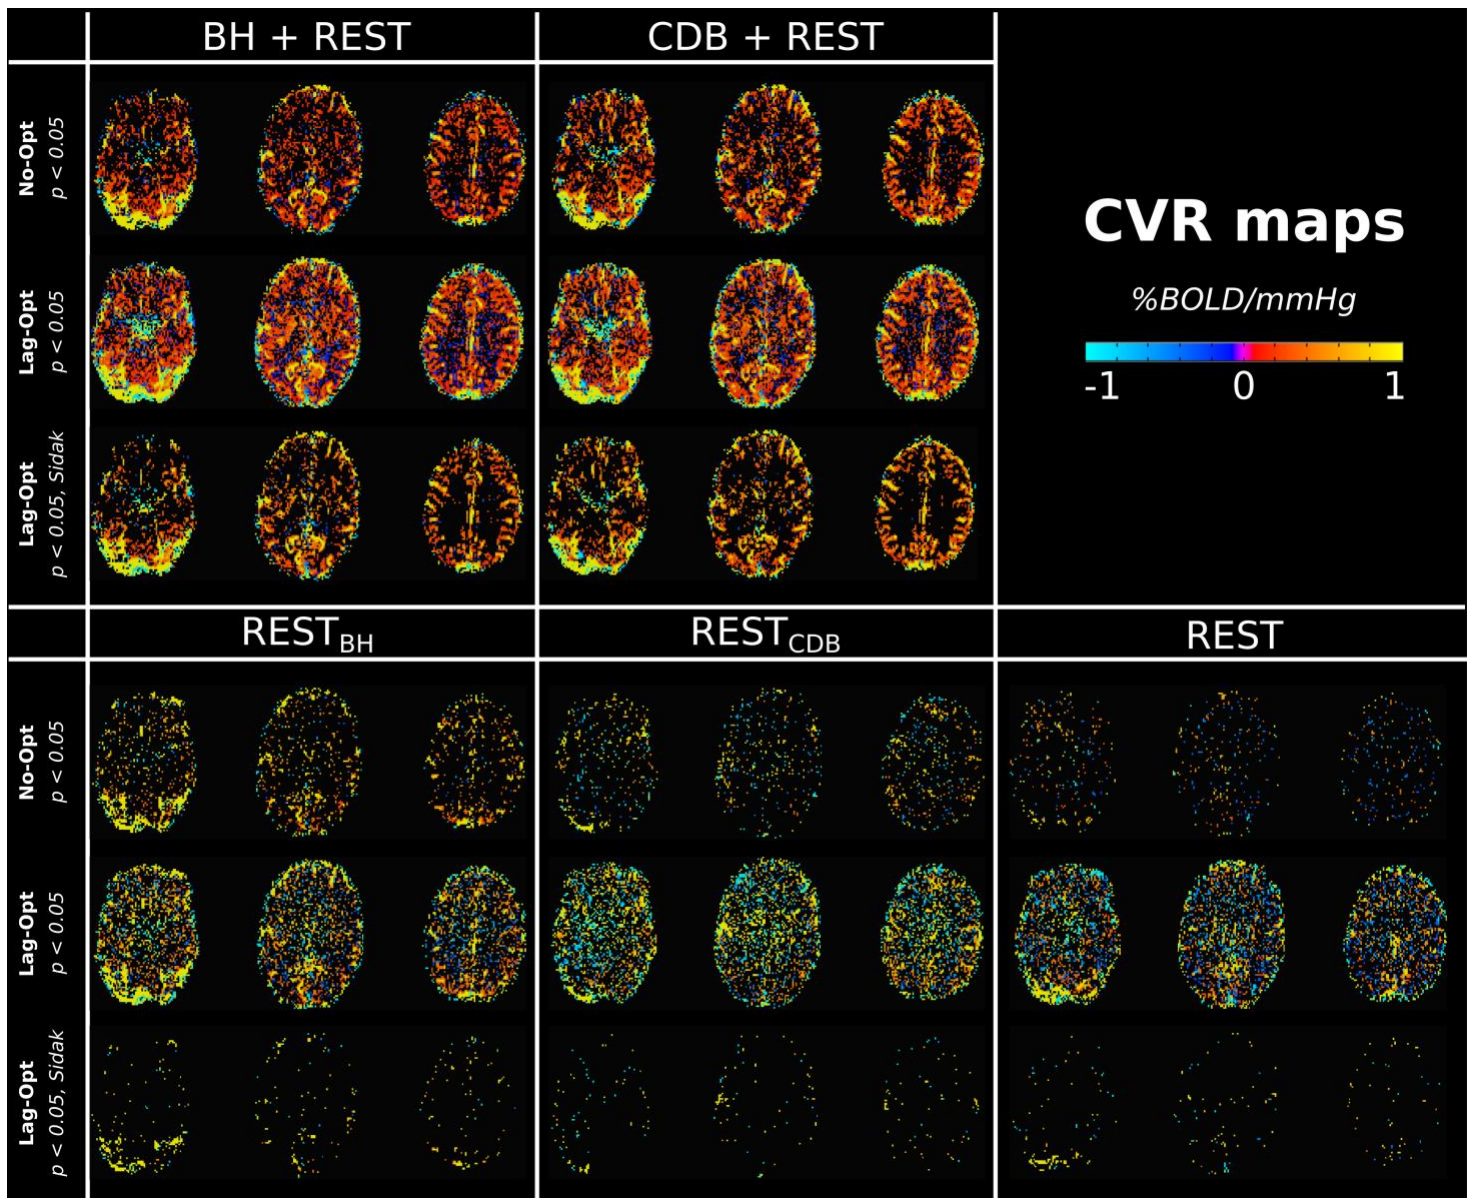 BH + REST
CDB + REST
No-Opt
p < 0.05
Lag-Opt
p < 0.05
Lag-Opt
p < 0.05, Sidak
CVR maps
%BOLD/mmHg
-1 0 1
REST_BH
REST_CDB
REST
No-Opt
p < 0.05
Lag-Opt
p < 0.05
Lag-Opt
p < 0.05, Sidak